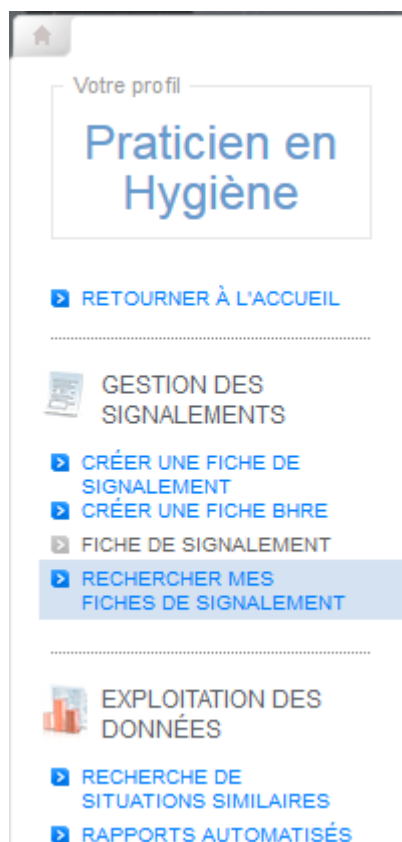 Votre profil
Praticien en
Hygiène
RETOURNER À L'ACCUEIL
GESTION DES
SIGNALEMENTS
CRÉER UNE FICHE DE
SIGNALEMENT
CRÉER UNE FICHE BHRE
FICHE DE SIGNALEMENT
RECHERCHER MES
FICHES DE SIGNALEMENT
EXPLOITATION DES
DONNÉES
RECHERCHE DE
SITUATIONS SIMILAIRES
RAPPORTS AUTOMATISÉS